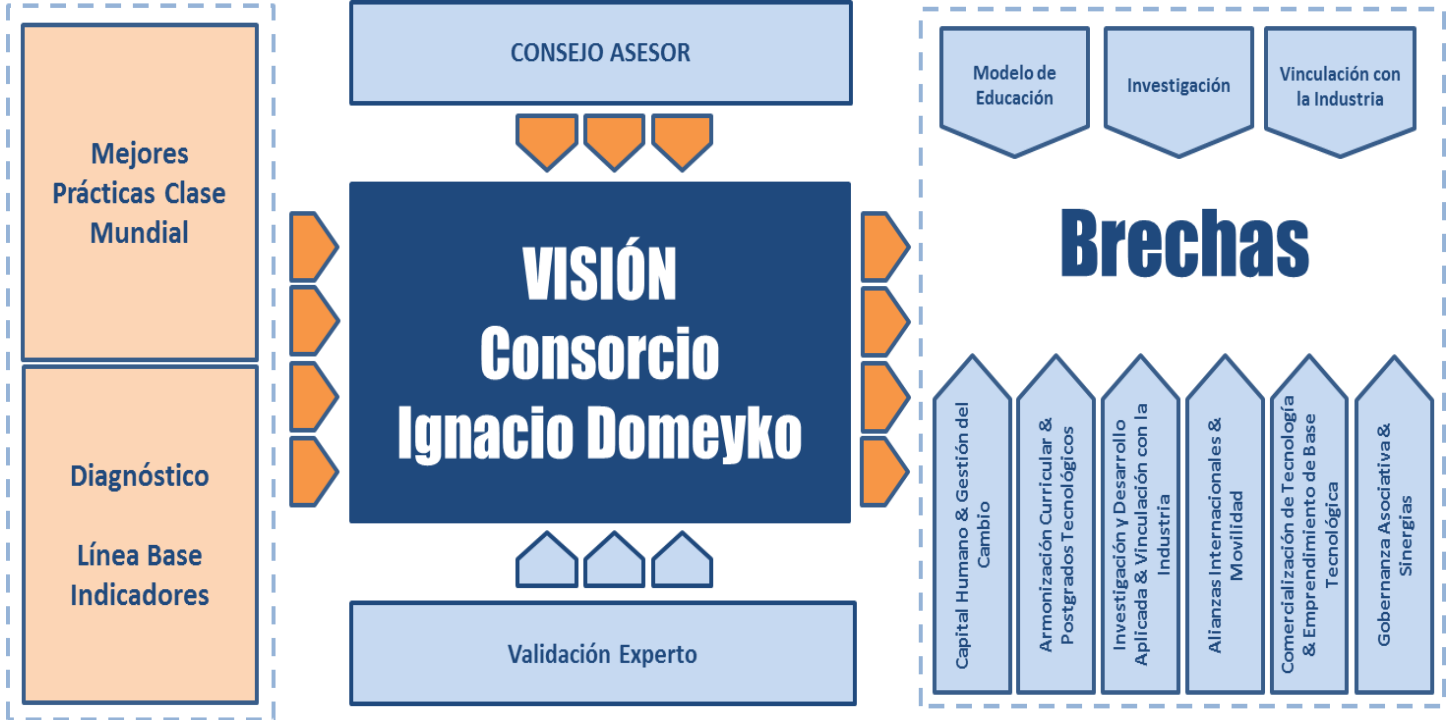 Mejores
Prácticas Clase
Mundial
Diagnóstico
Línea Base
Indicadores
CONSEJO ASESOR
VISIÓN
Consorcio
Ignacio Domeyko
Validación Experto
Modelo de
Educación
Investigación
Vinculación con
la Industria
Brechas
Capital Humano & Gestión del
Cambio
Armonización Curricular &
Postgrados Tecnológicos
Investigación y Desarrollo
Aplicada & Vinculación con la
Industria
Alianzas Internacionales &
Movilidad
Comercialización de Tecnología
& Emprendimiento de Base
Tecnológica
Gobernanza Asociativa &
Sinergias